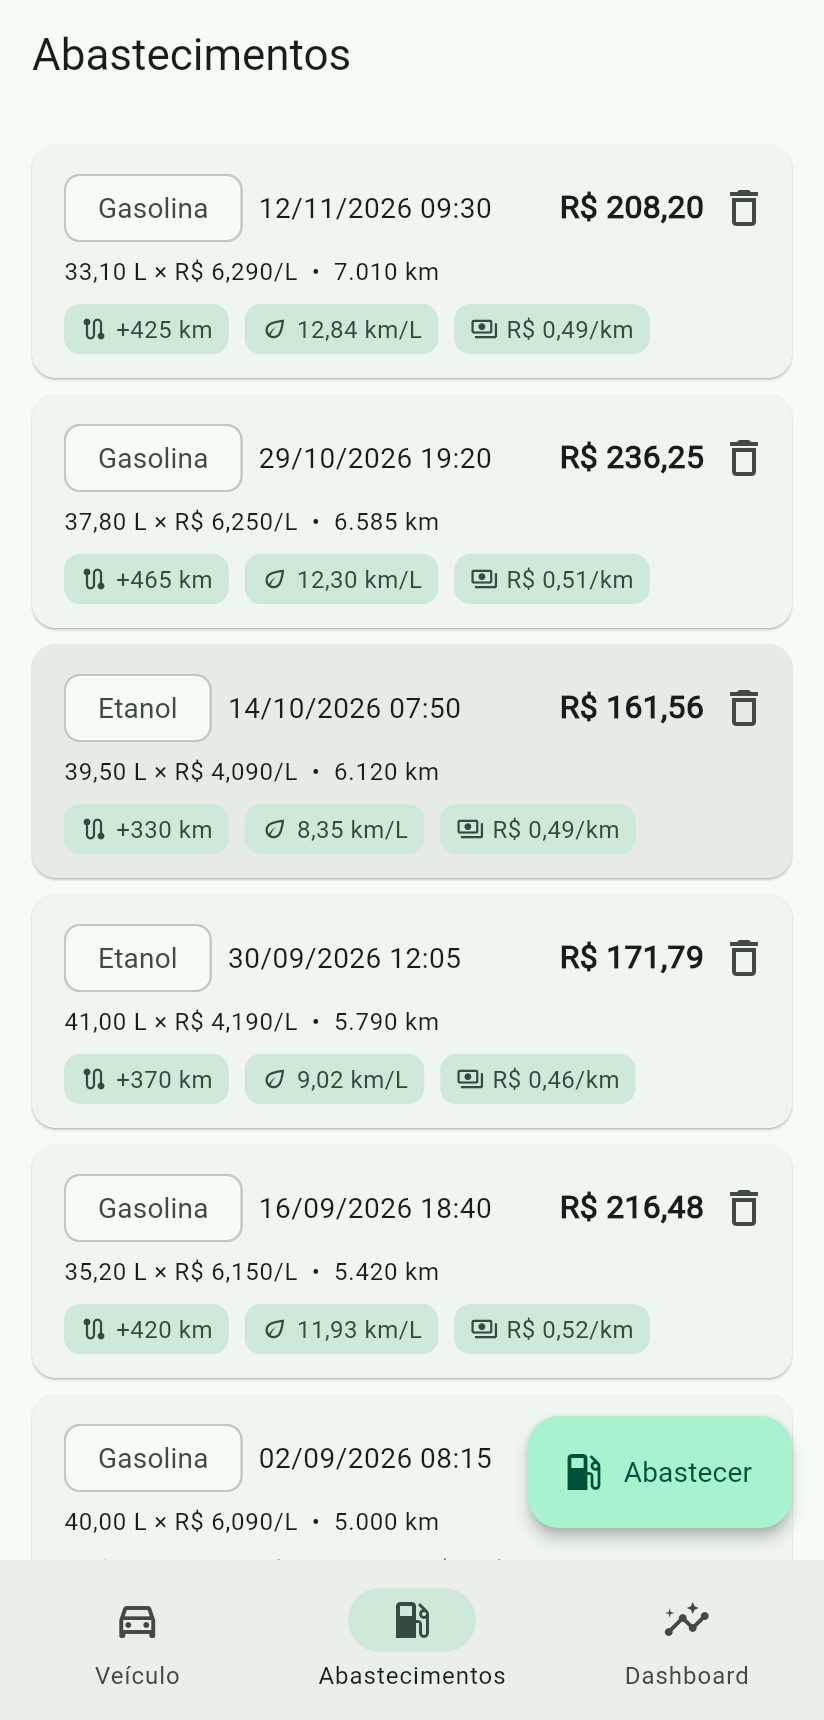 Abastecimentos
Gasolina 12/11/2026 09:30 R$ 208,20
33,10 L × R$ 6,290/L • 7.010 km
+425 km 12,84 km/L R$ 0,49/km
Gasolina 29/10/2026 19:20 R$ 236,25
37,80 L × R$ 6,250/L • 6.585 km
+465 km 12,30 km/L R$ 0,51/km
Etanol 14/10/2026 07:50 R$ 161,56
39,50 L × R$ 4,090/L • 6.120 km
+330 km 8,35 km/L R$ 0,49/km
Etanol 30/09/2026 12:05 R$ 171,79
41,00 L × R$ 4,190/L • 5.790 km
+370 km 9,02 km/L R$ 0,46/km
Gasolina 16/09/2026 18:40 R$ 216,48
35,20 L × R$ 6,150/L • 5.420 km
+420 km 11,93 km/L R$ 0,52/km
Gasolina 02/09/2026 08:15
Abastecer
40,00 L × R$ 6,090/L • 5.000 km
Veículo Abastecimentos Dashboard